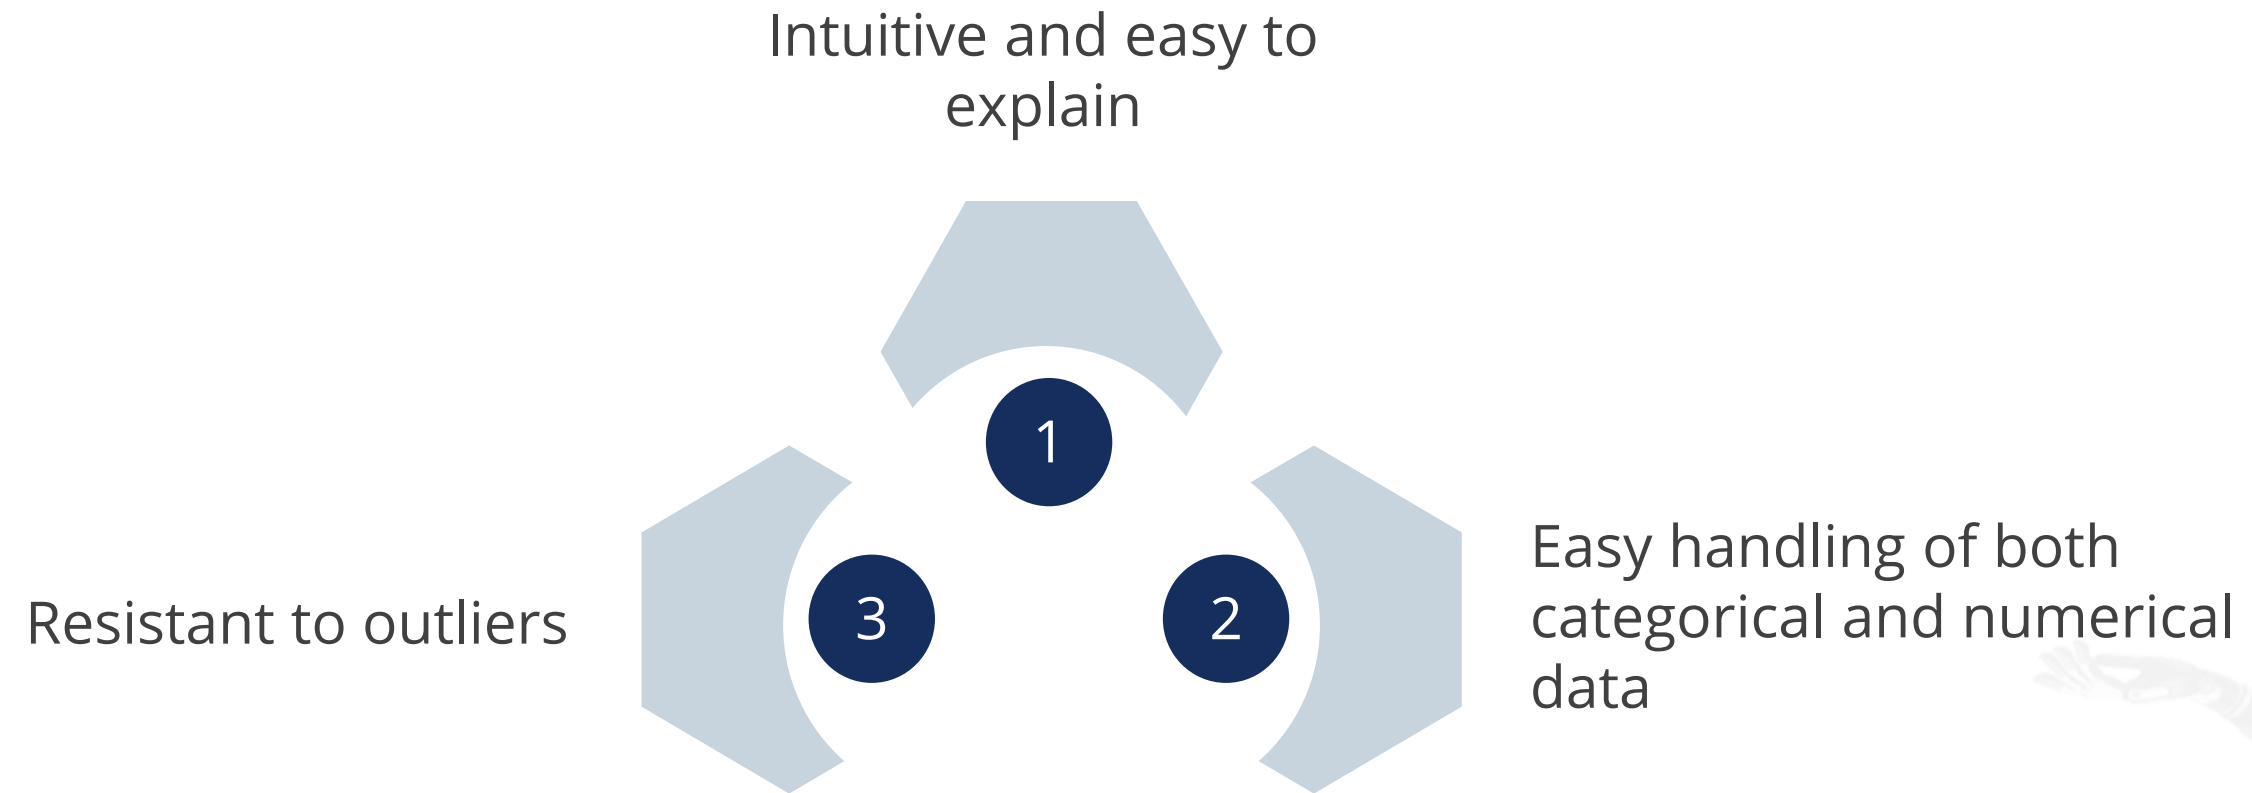 Intuitive and easy to
explain
1
Easy handling of both
categorical and numerical
data
2
Resistant to outliers
3